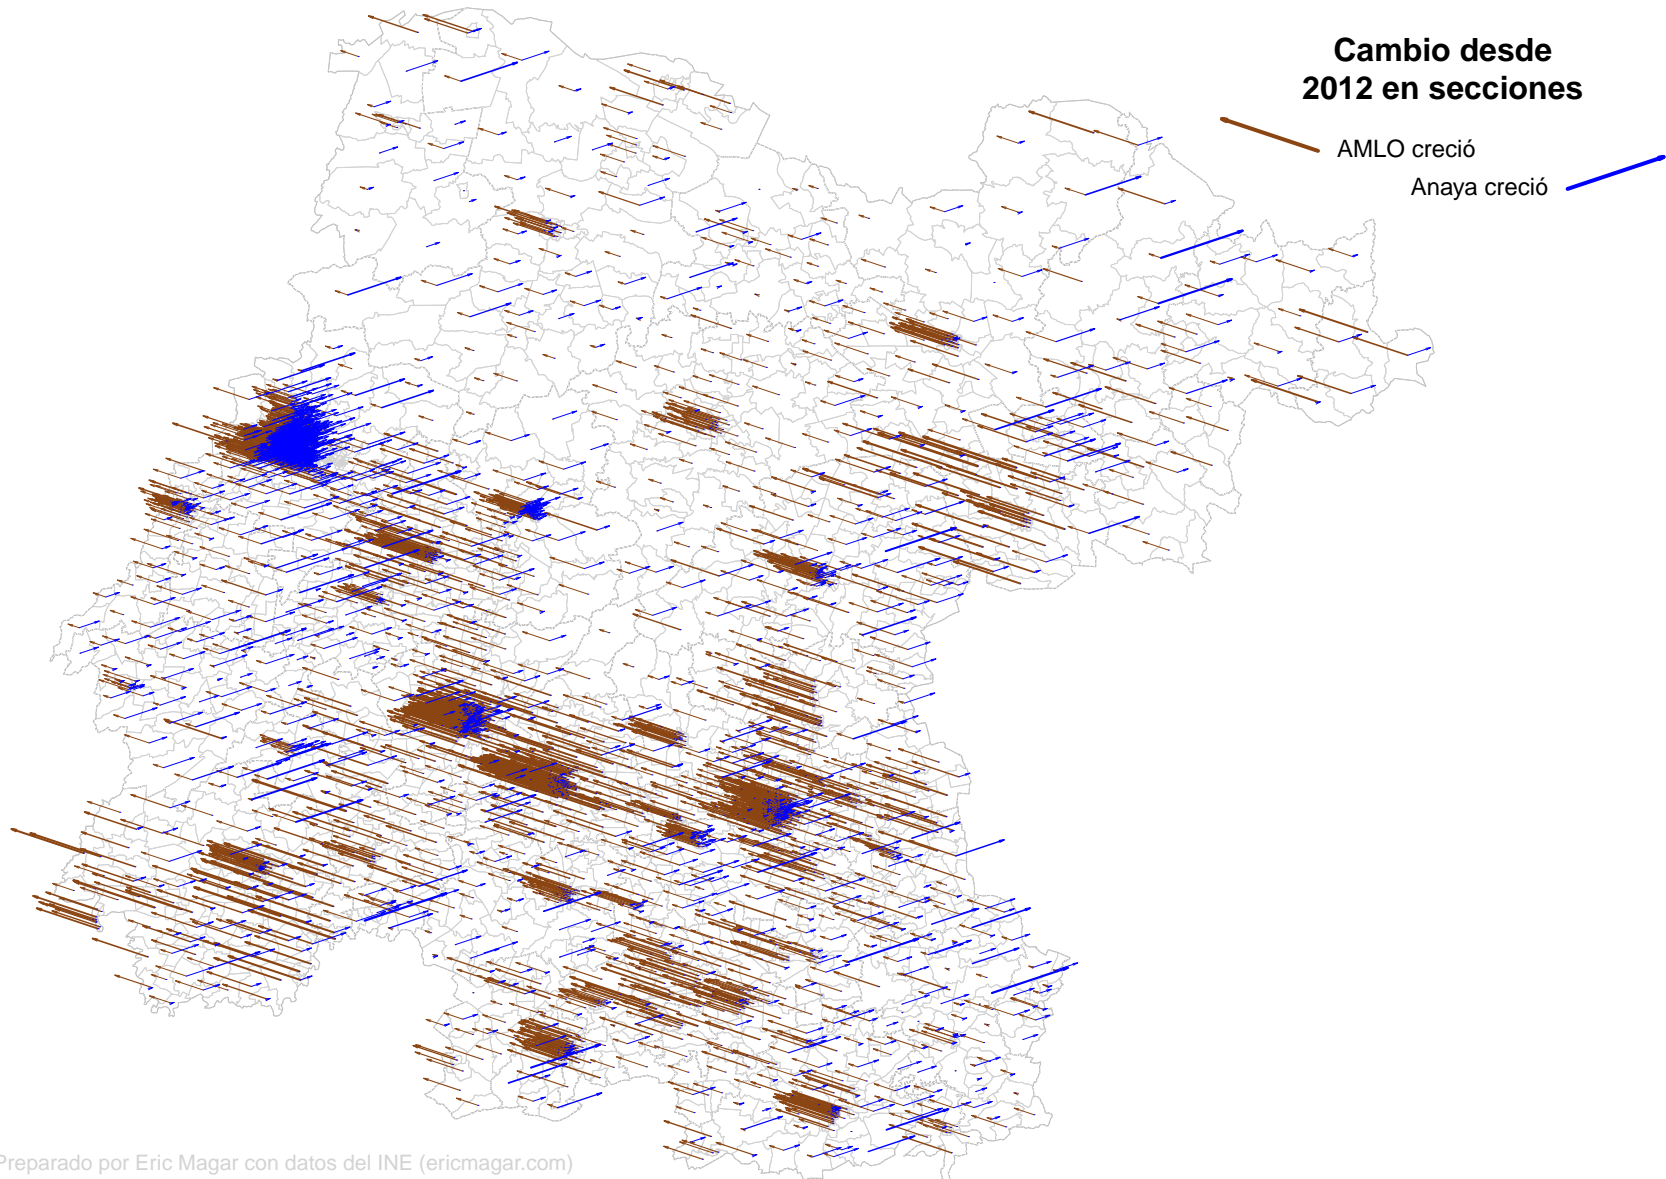 Cambio desde
2012 en secciones
AMLO creció
Anaya creció
Preparado por Eric Magar con datos del INE (ericmagar.com)